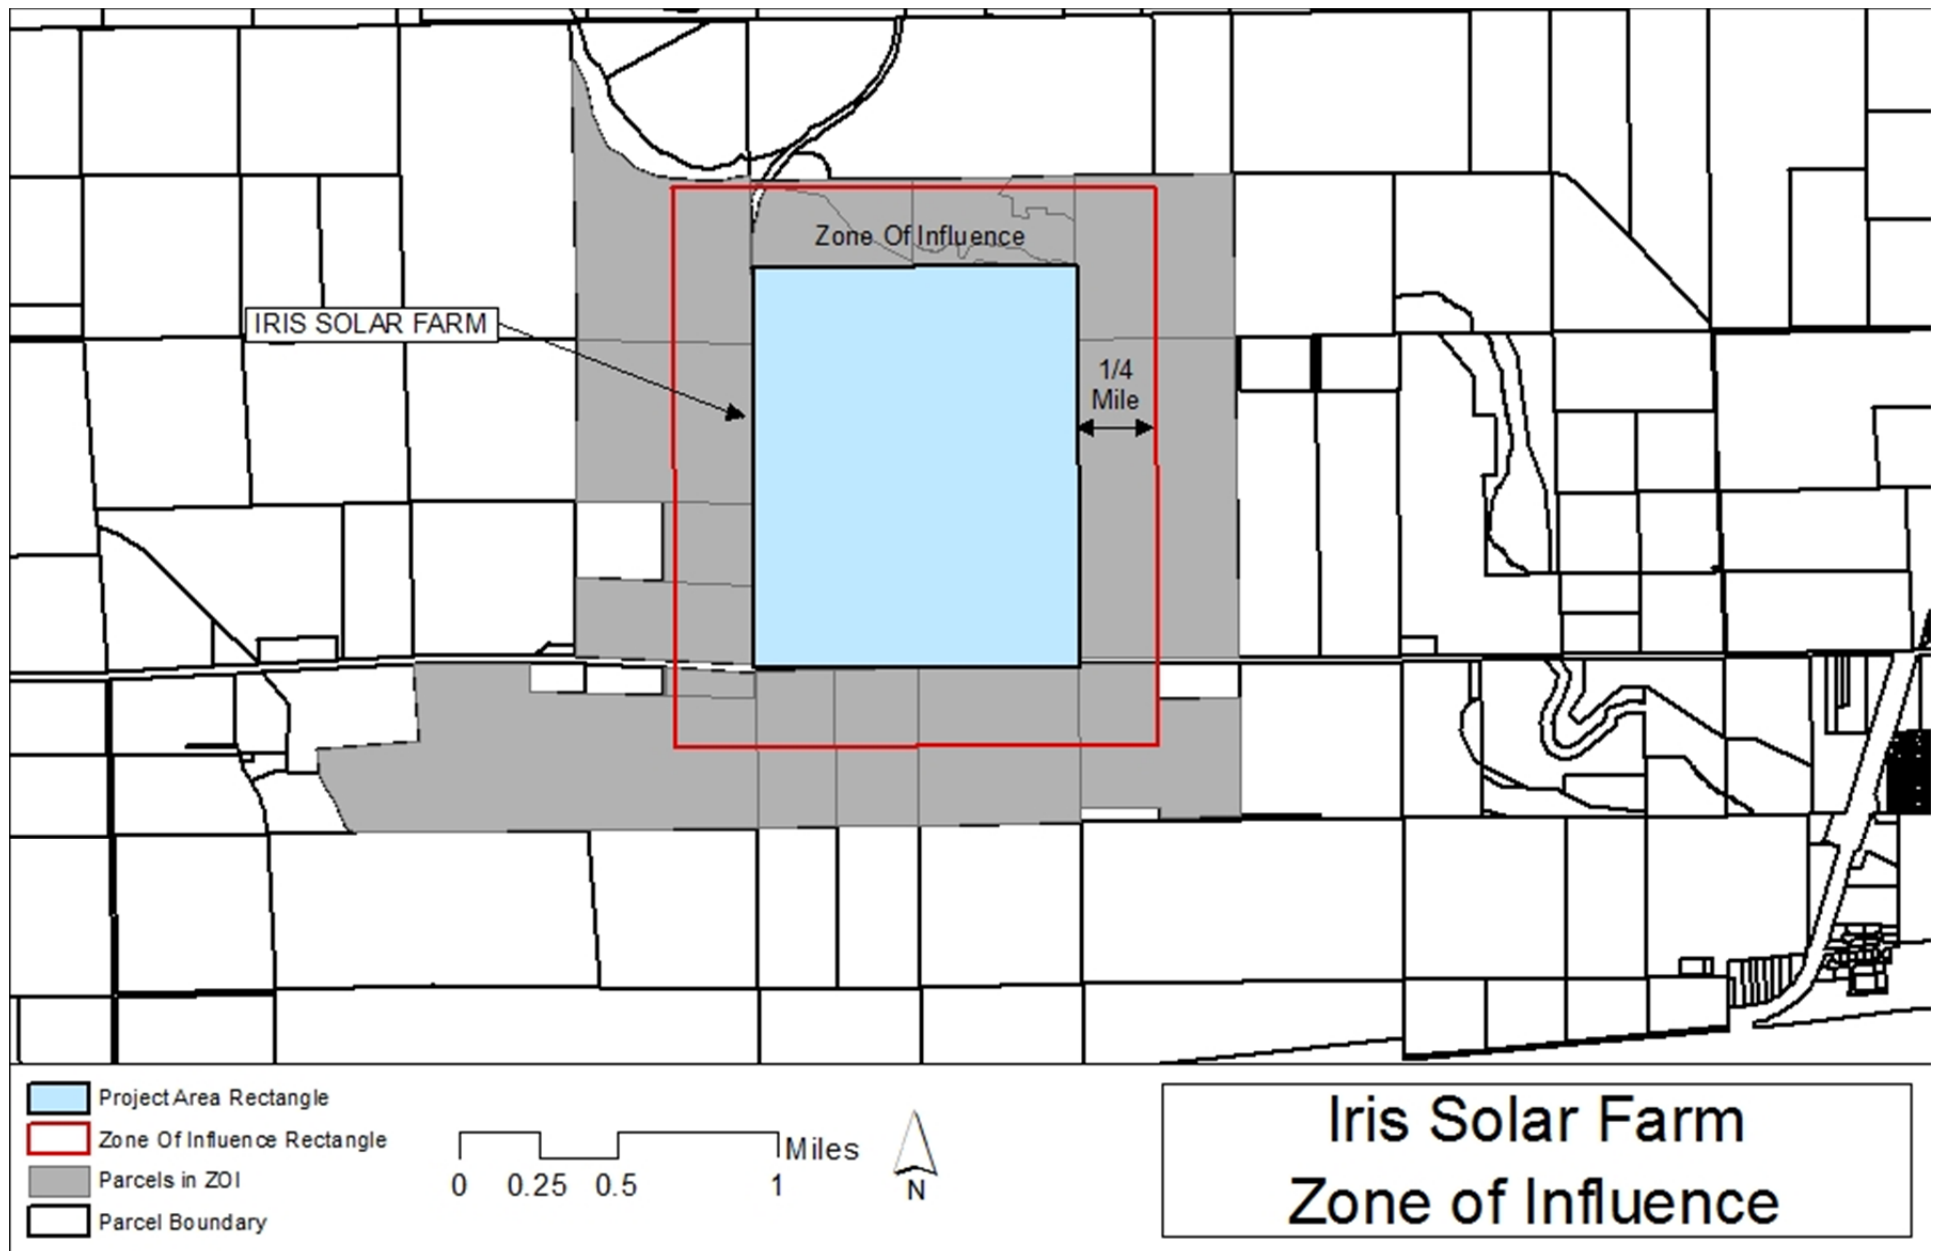 Zone Of Influence
IRIS SOLAR FARM
1/4
Mile
Project Area Rectangle
Zone Of Influence Rectangle
Parcels in ZOI
Parcel Boundary
Miles
0 0.25 0.5 1
N
Iris Solar Farm
Zone of Influence